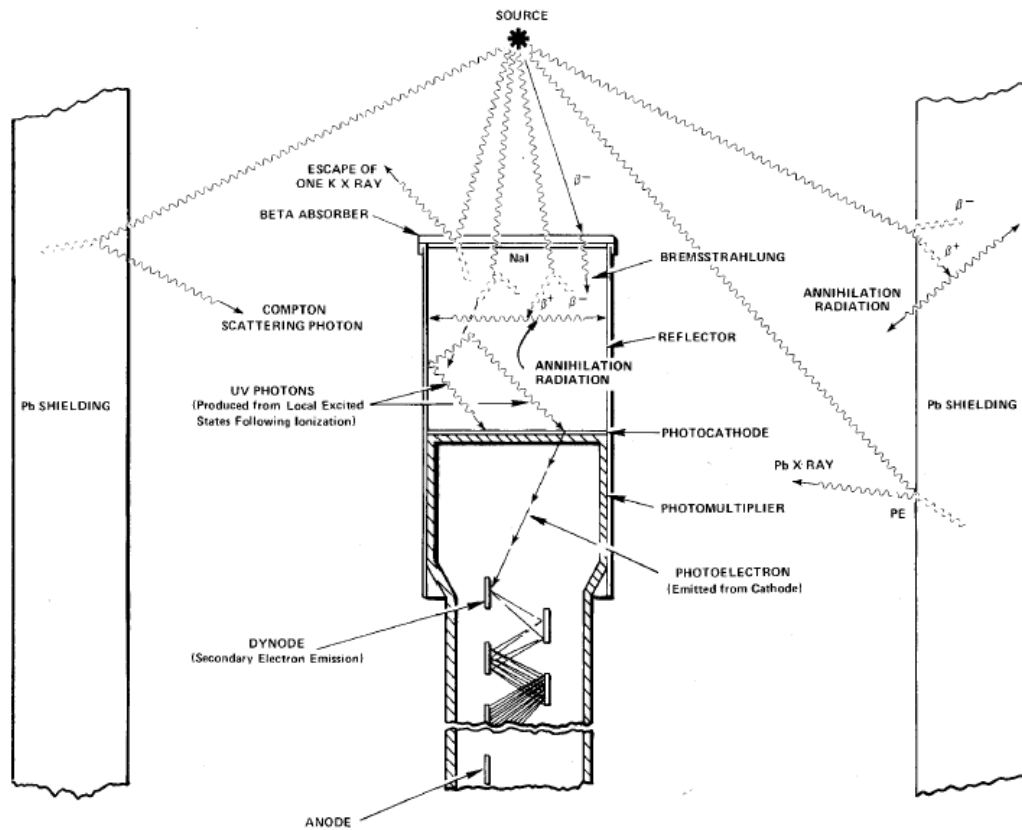 SOURCE
ESCAPE OF
ONE K X RAY
β−
BETA ABSORBER
NaI
BREMSSTRAHLUNG
β−
β+
β+
β−
ANNIHILATION
RADIATION
COMPTON
SCATTERING PHOTON
REFLECTOR
ANNIHILATION
RADIATION
UV PHOTONS
(Produced from Local Excited
States Following Ionization)
Pb SHIELDING
Pb SHIELDING
PHOTOCATHODE
Pb X-RAY
PHOTOMULTIPLIER
PE
PHOTOELECTRON
(Emitted from Cathode)
DYNODE
(Secondary Electron Emission)
ANODE